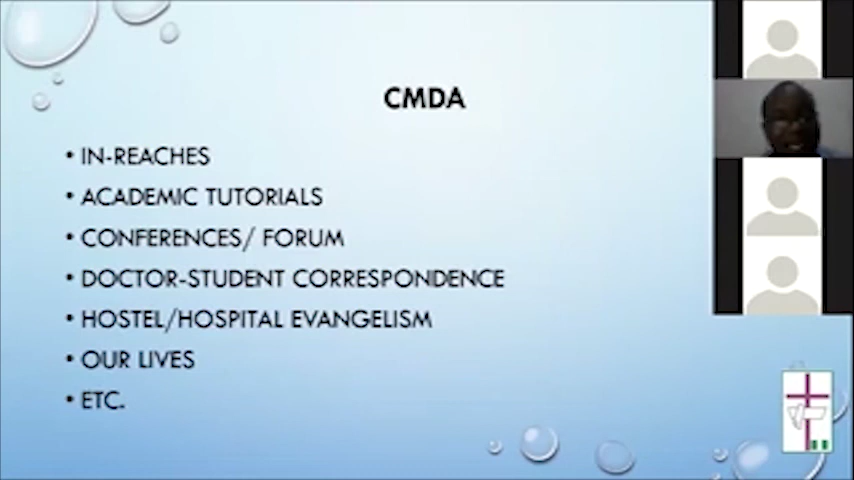 CMDA
• IN-REACHES
• ACADEMIC TUTORIALS
• CONFERENCES/ FORUM
• DOCTOR-STUDENT CORRESPONDENCE
• HOSTEL/HOSPITAL EVANGELISM
• OUR LIVES
• ETC.